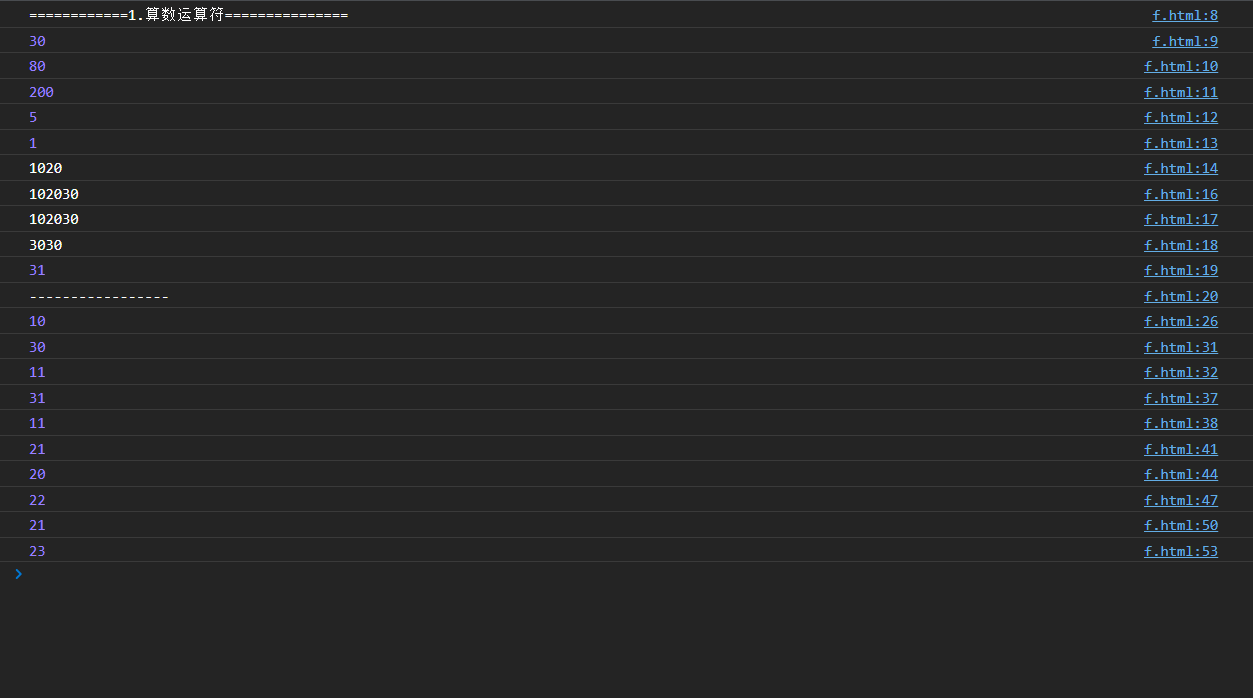 ============1.算数运算符=============== f.html:8
30 f.html:9
80 f.html:10
200 f.html:11
5 f.html:12
1 f.html:13
1020 f.html:14
102030 f.html:16
102030 f.html:17
3030 f.html:18
31 f.html:19
----------------- f.html:20
10 f.html:26
30 f.html:31
11 f.html:32
31 f.html:37
11 f.html:38
21 f.html:41
20 f.html:44
22 f.html:47
21 f.html:50
23 f.html:53